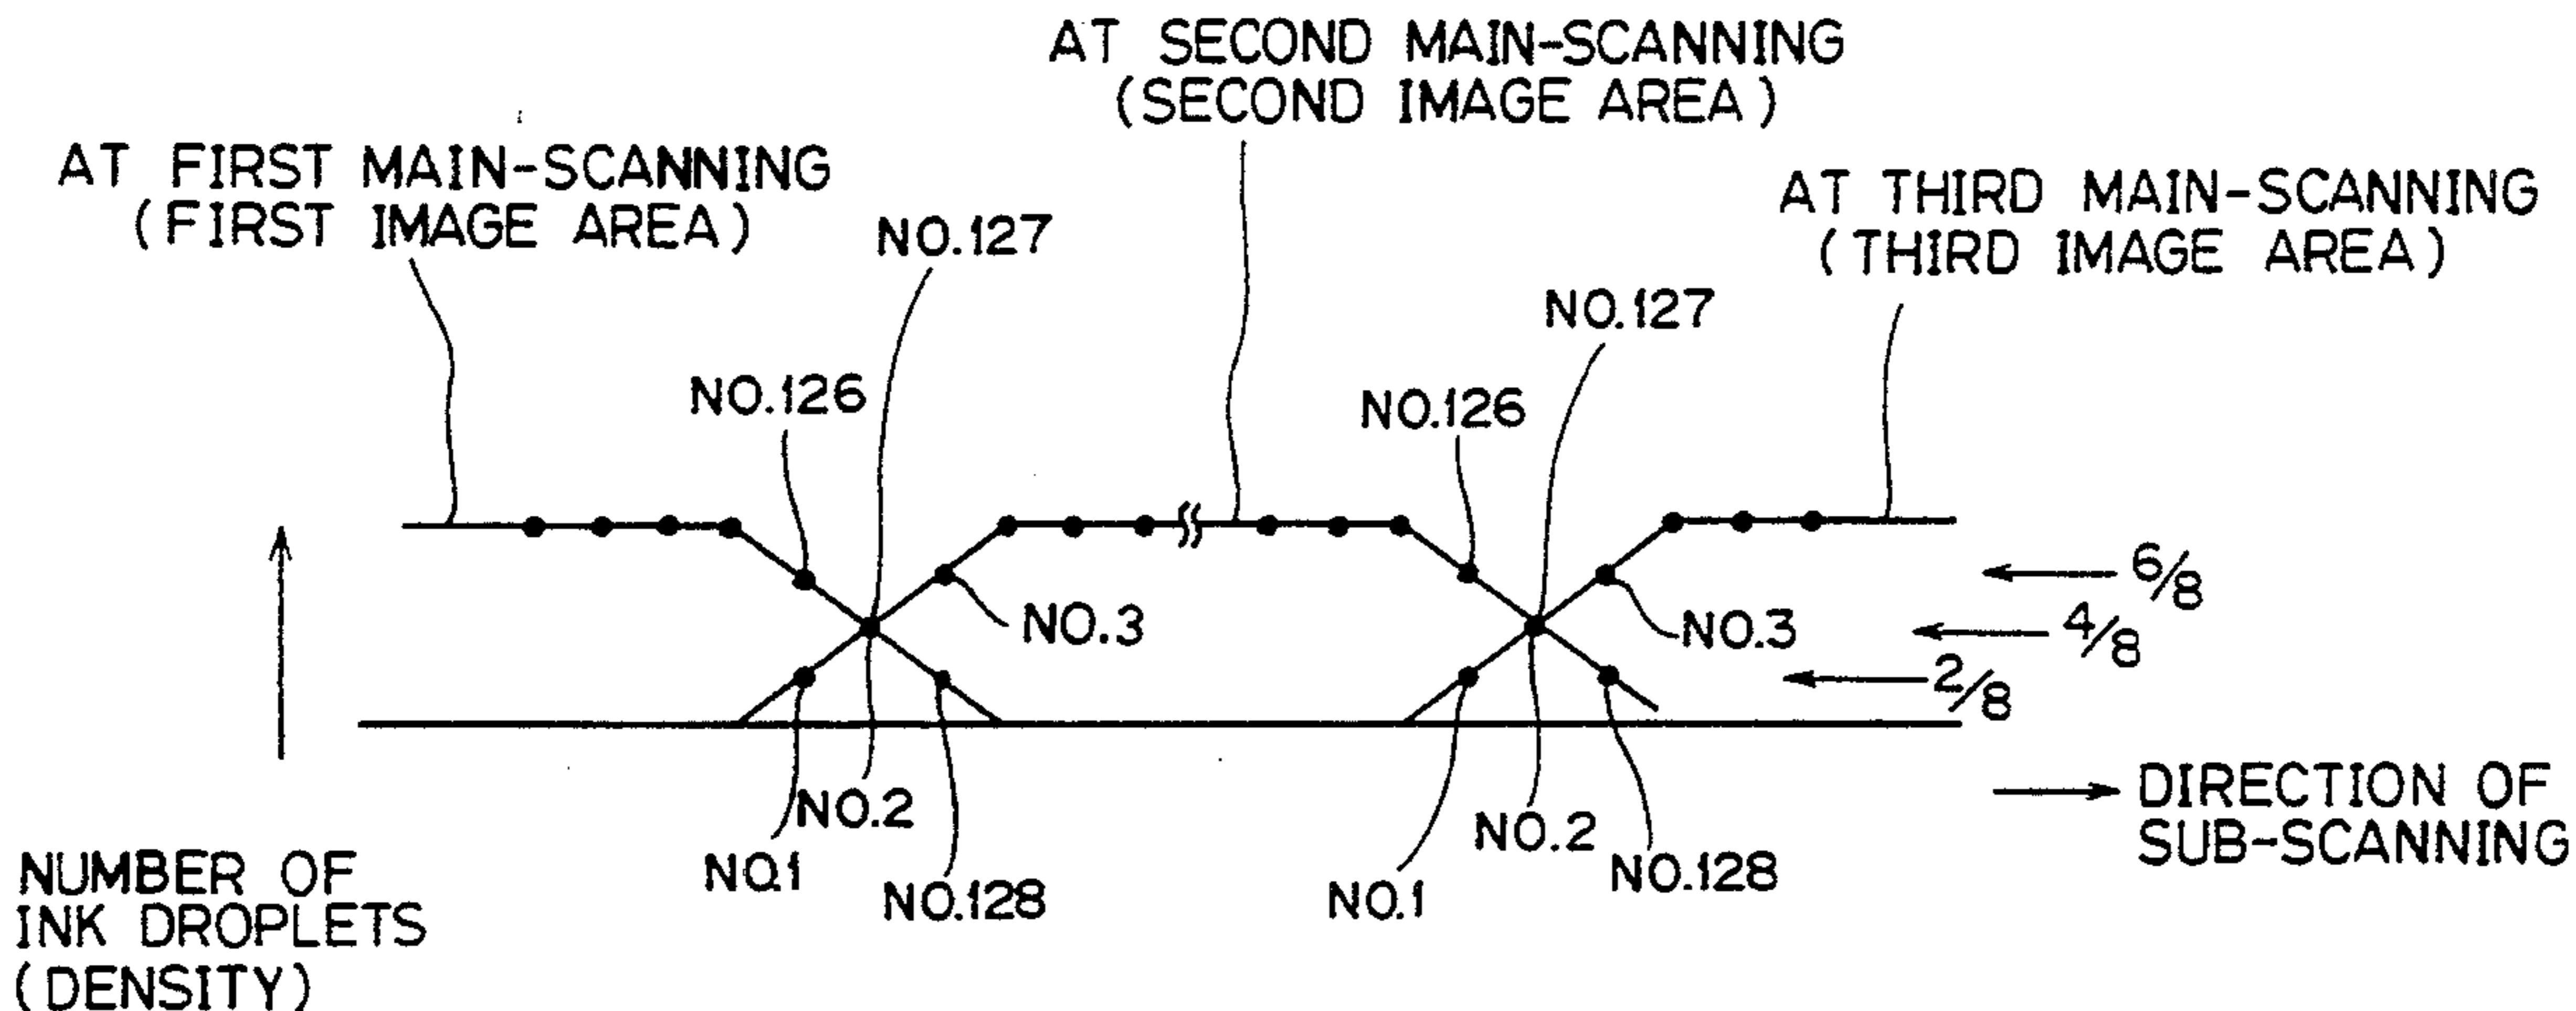 AT SECOND MAIN-SCANNING
(SECOND IMAGE AREA)
AT FIRST MAIN-SCANNING
(FIRST IMAGE AREA)
AT THIRD MAIN-SCANNING
(THIRD IMAGE AREA)
NO.127
NO.127
NO.126
NO.126
6/8
NO.3
NO.3
4/8
2/8
NO.2
NO.2
NO.1
NO.128
NO.1
NO.128
DIRECTION OF
SUB-SCANNING
NUMBER OF
INK DROPLETS
(DENSITY)